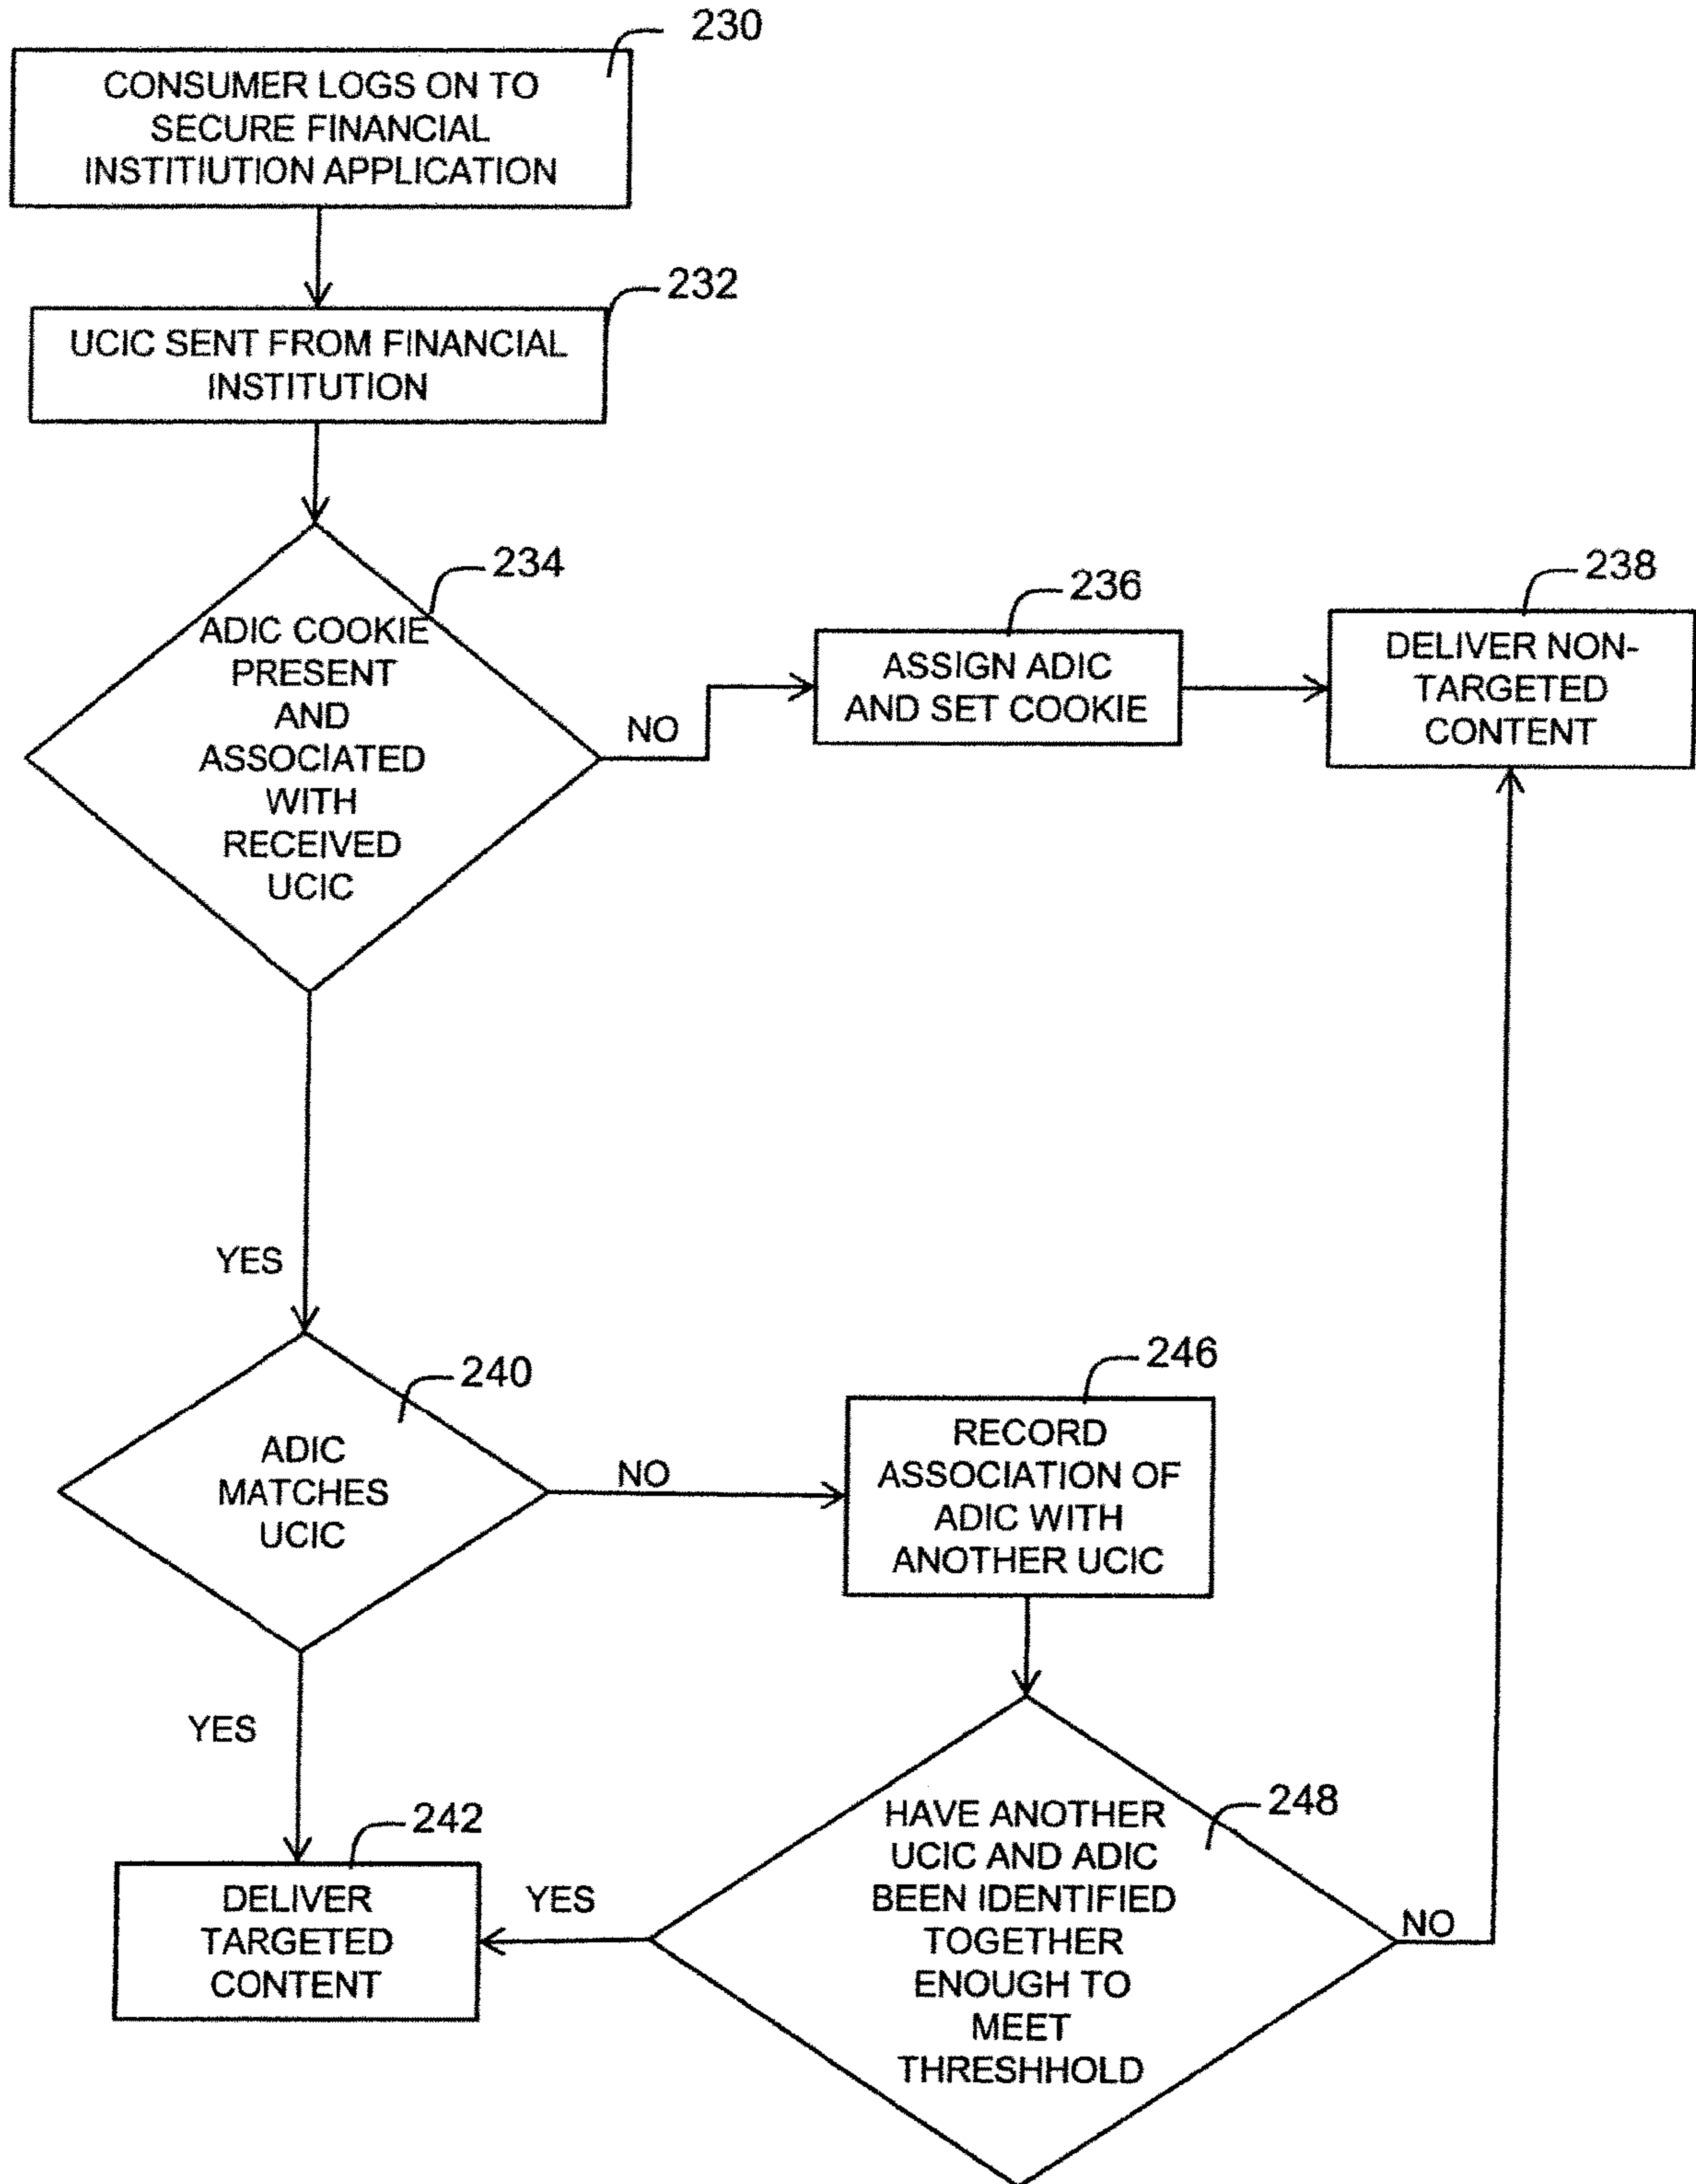 230
CONSUMER LOGS ON TO
SECURE FINANCIAL
INSTITIUTION APPLICATION
232
UCIC SENT FROM FINANCIAL
INSTITUTION
234
ADIC COOKIE
PRESENT
AND
ASSOCIATED
WITH
RECEIVED
UCIC
NO
236
ASSIGN ADIC
AND SET COOKIE
238
DELIVER NON-
TARGETED
CONTENT
YES
240
ADIC
MATCHES
UCIC
NO
246
RECORD
ASSOCIATION OF
ADIC WITH
ANOTHER UCIC
YES
242
DELIVER
TARGETED
CONTENT
YES
248
HAVE ANOTHER
UCIC AND ADIC
BEEN IDENTIFIED
TOGETHER
ENOUGH TO
MEET
THRESHHOLD
NO